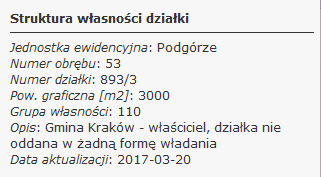 Struktura własności działki
Jednostka ewidencyjna: Podgórze
Numer obrębu: 53
Numer działki: 893/3
Pow. graficzna [m2]: 3000
Grupa własności: 110
Opis: Gmina Kraków - właściciel, działka nie
oddana w żadną formę władania
Data aktualizacji: 2017-03-20